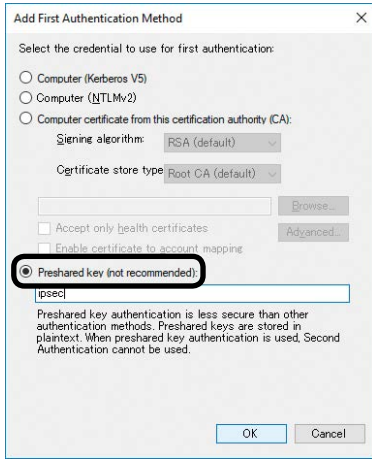 Add First Authentication Method
Select the credential to use for first authentication:
Computer (Kerberos V5)
Computer (NTLMv2)
Computer certificate from this certification authority (CA):
Signing algorithm: RSA (default)
Certificate store type Root CA (default)
Browse...
Accept only health certificates Advanced...
Enable certificate to account mapping
Preshared key (not recommended):
ipsec
Preshared key authentication is less secure than other
authentication methods. Preshared keys are stored in
plaintext. When preshared key authentication is used, Second
Authentication cannot be used.
OK Cancel